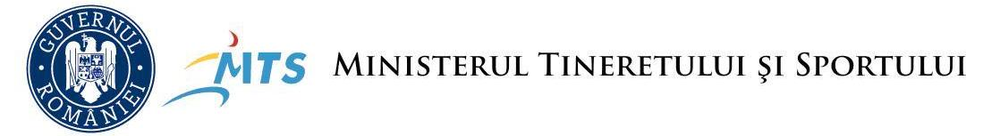 GUVERNUL ROMÂNIEI
MTS
MINISTERUL TINERETULUI ŞI SPORTULUI